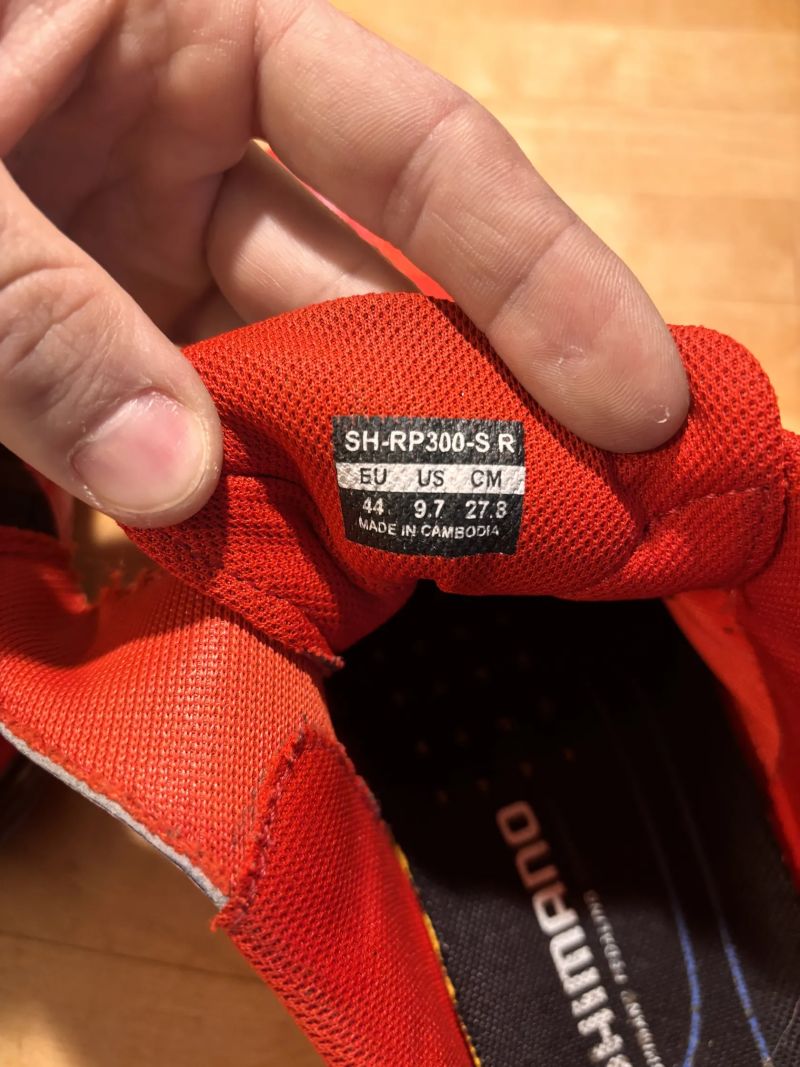 SH-RP300-S R
EU US CM
44 9.7 27.8
MADE IN CAMBODIA
SHIMANO